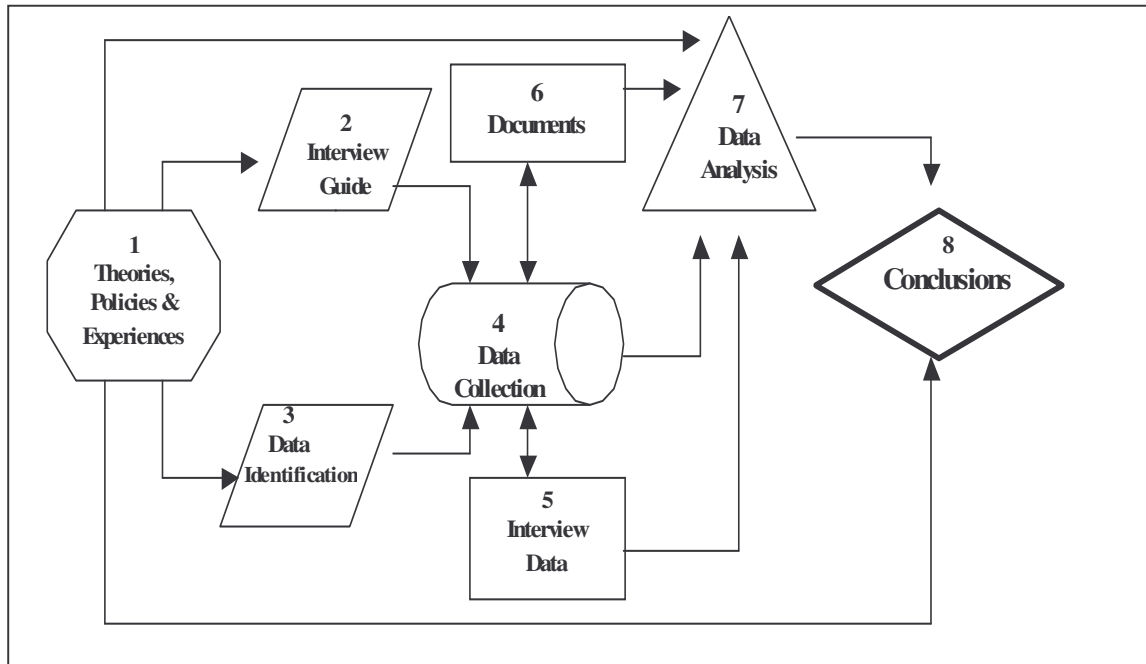 1
Theories,
Policies &
Experiences
2
Interview
Guide
3
Data
Identification
4
Data
Collection
5
Interview
Data
6
Documents
7
Data
Analysis
8
Conclusions